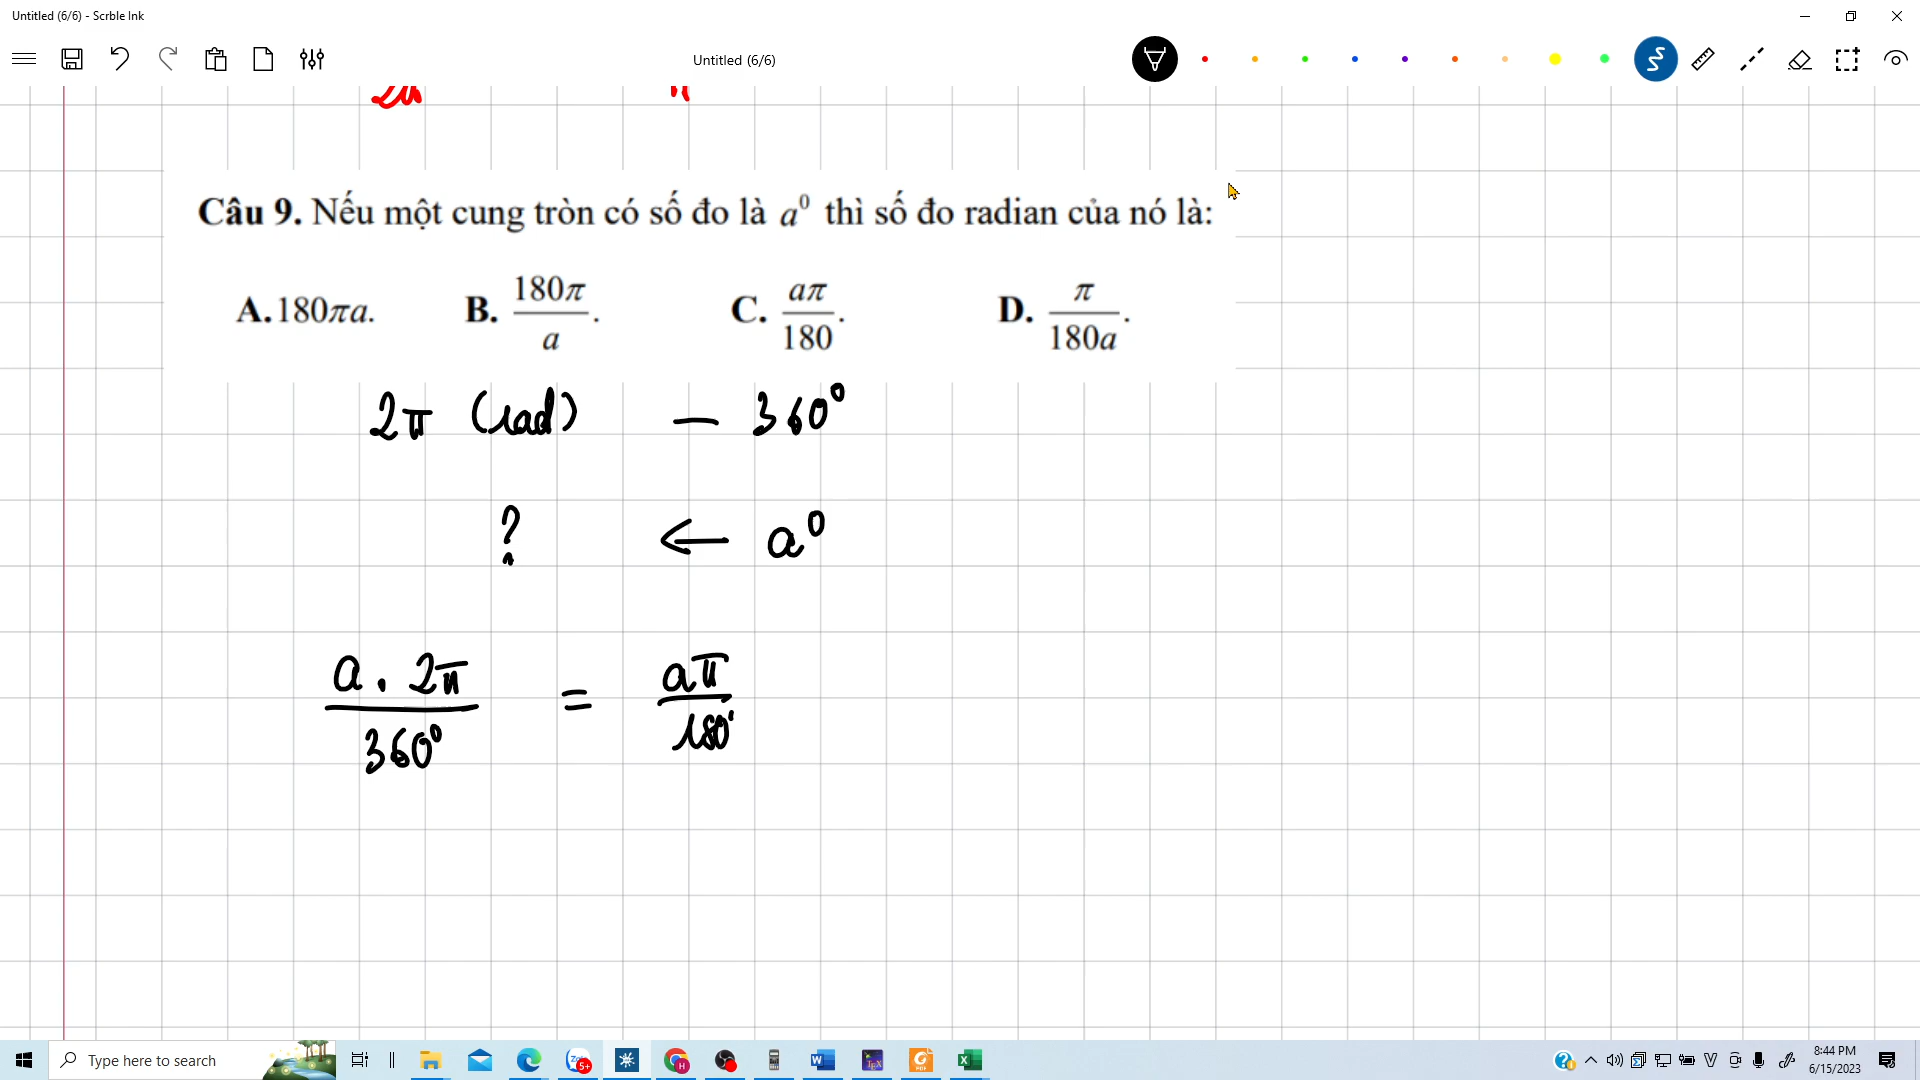 Untitled (6/6) - Scrble Ink
Untitled (6/6)
2π π
Câu 9. Nếu một cung tròn có số đo là a⁰ thì số đo radian của nó là:
A. 180πa. B. 180π/a. C. aπ/180. D. π/180a.
2π (rad) — 360⁰
? ← a⁰
a . 2π / 360⁰ = aπ / 180⁰
Type here to search
8:44 PM
6/15/2023